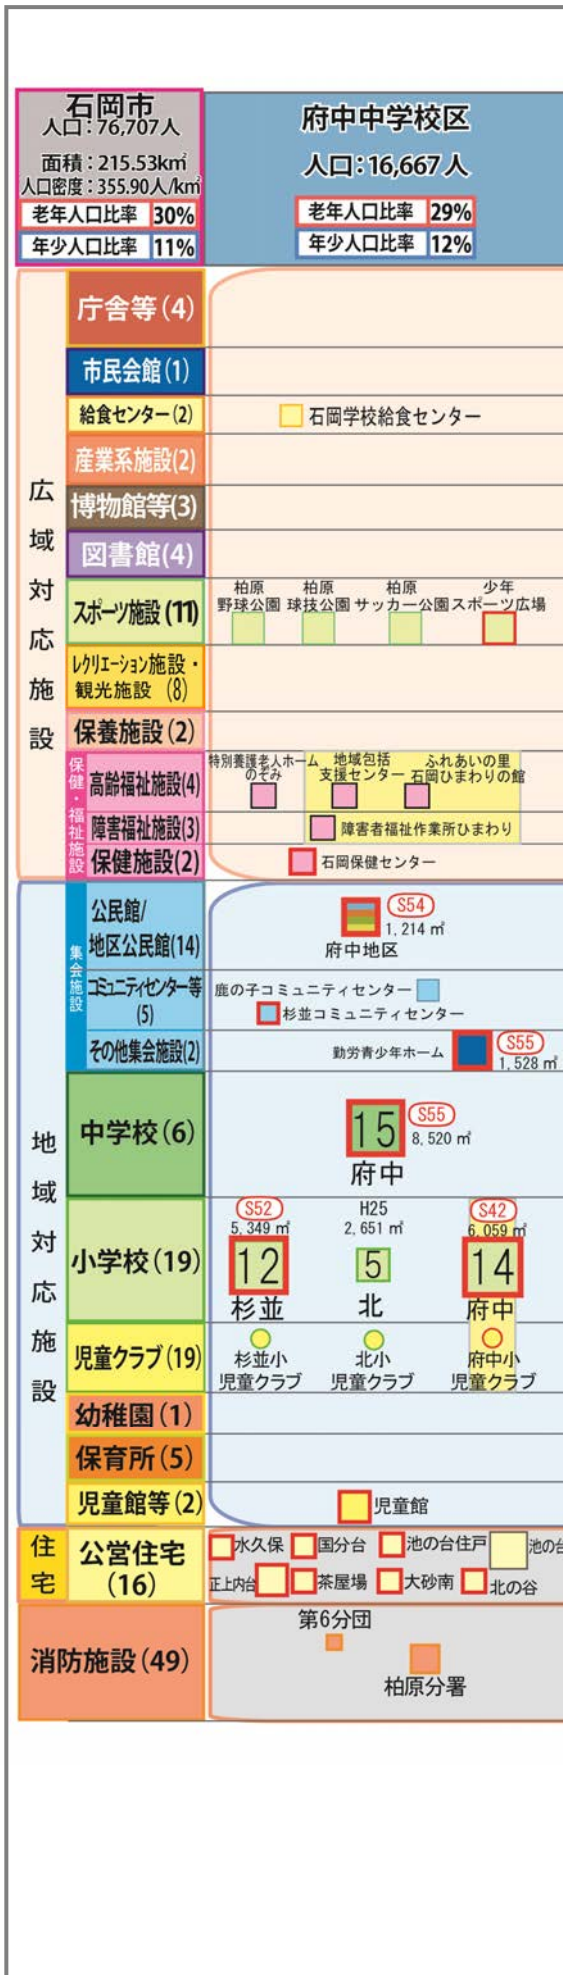 石岡市
人口：76,707人
面積：215.53k㎡
人口密度：355.90人/k㎡
老年人口比率 30%
年少人口比率 11%
府中中学校区
人口：16,667人
老年人口比率 29%
年少人口比率 12%
広域対応施設
庁舎等(4)
市民会館(1)
給食センター(2)
石岡学校給食センター
産業系施設(2)
博物館等(3)
図書館(4)
スポーツ施設(11)
柏原
野球公園
柏原
球技公園
柏原
サッカー公園
少年
スポーツ広場
レクリエーション施設・
観光施設 (8)
保養施設(2)
保健・福祉施設
高齢福祉施設(4)
特別養護老人ホーム
のぞみ
地域包括
支援センター
ふれあいの里
石岡ひまわりの館
障害福祉施設(3)
障害者福祉作業所ひまわり
保健施設(2)
石岡保健センター
地域対応施設
集会施設
公民館/
地区公民館(14)
S54
1,214 ㎡
府中地区
コミュニティセンター等
(5)
鹿の子コミュニティセンター
杉並コミュニティセンター
その他集会施設(2)
勤労青少年ホーム
S55
1,528 ㎡
中学校(6)
15
S55
8,520 ㎡
府中
小学校(19)
S52
5,349 ㎡
12
杉並
H25
2,651 ㎡
5
北
S42
6,059 ㎡
14
府中
児童クラブ(19)
杉並小
児童クラブ
北小
児童クラブ
府中小
児童クラブ
幼稚園(1)
保育所(5)
児童館等(2)
児童館
住宅
公営住宅
(16)
水久保
国分台
池の台住戸
池の台
正上内台
茶屋場
大砂南
北の谷
消防施設(49)
第6分団
柏原分署